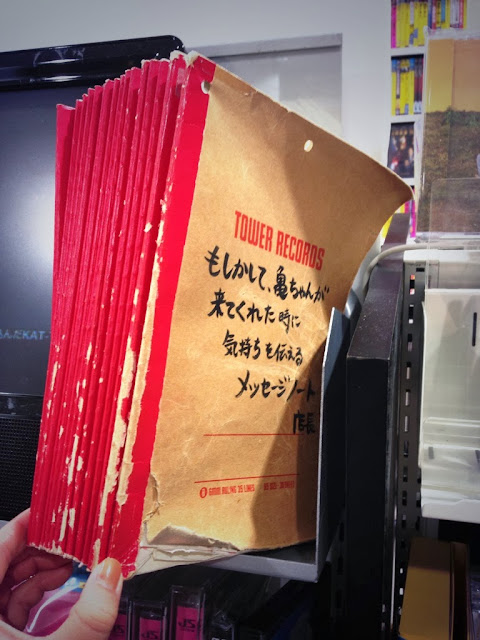 TOWER RECORDS
もしかして、亀ちゃんが
来てくれた時に
気持ちを伝える
メッセージノート
店長